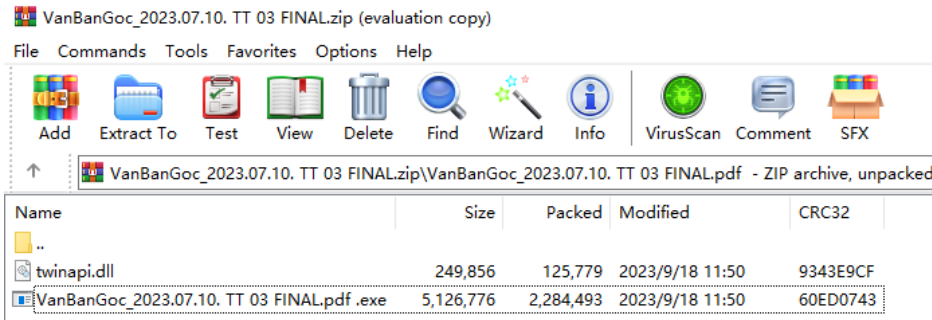 VanBanGoc_2023.07.10. TT 03 FINAL.zip (evaluation copy)
File Commands Tools Favorites Options Help
Add Extract To Test View Delete Find Wizard Info VirusScan Comment SFX
VanBanGoc_2023.07.10. TT 03 FINAL.zip\VanBanGoc_2023.07.10. TT 03 FINAL.pdf - ZIP archive, unpacked
Name Size Packed Modified CRC32
..
twinapi.dll 249,856 125,779 2023/9/18 11:50 9343E9CF
VanBanGoc_2023.07.10. TT 03 FINAL.pdf .exe 5,126,776 2,284,493 2023/9/18 11:50 60ED0743